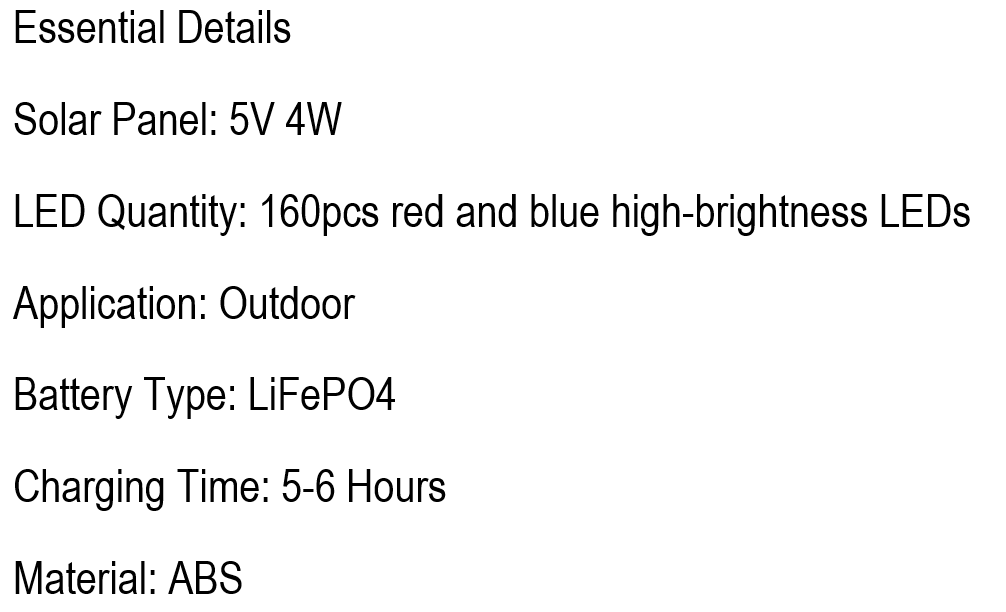 Essential Details
Solar Panel: 5V 4W
LED Quantity: 160pcs red and blue high-brightness LEDs
Application: Outdoor
Battery Type: LiFePO4
Charging Time: 5-6 Hours
Material: ABS